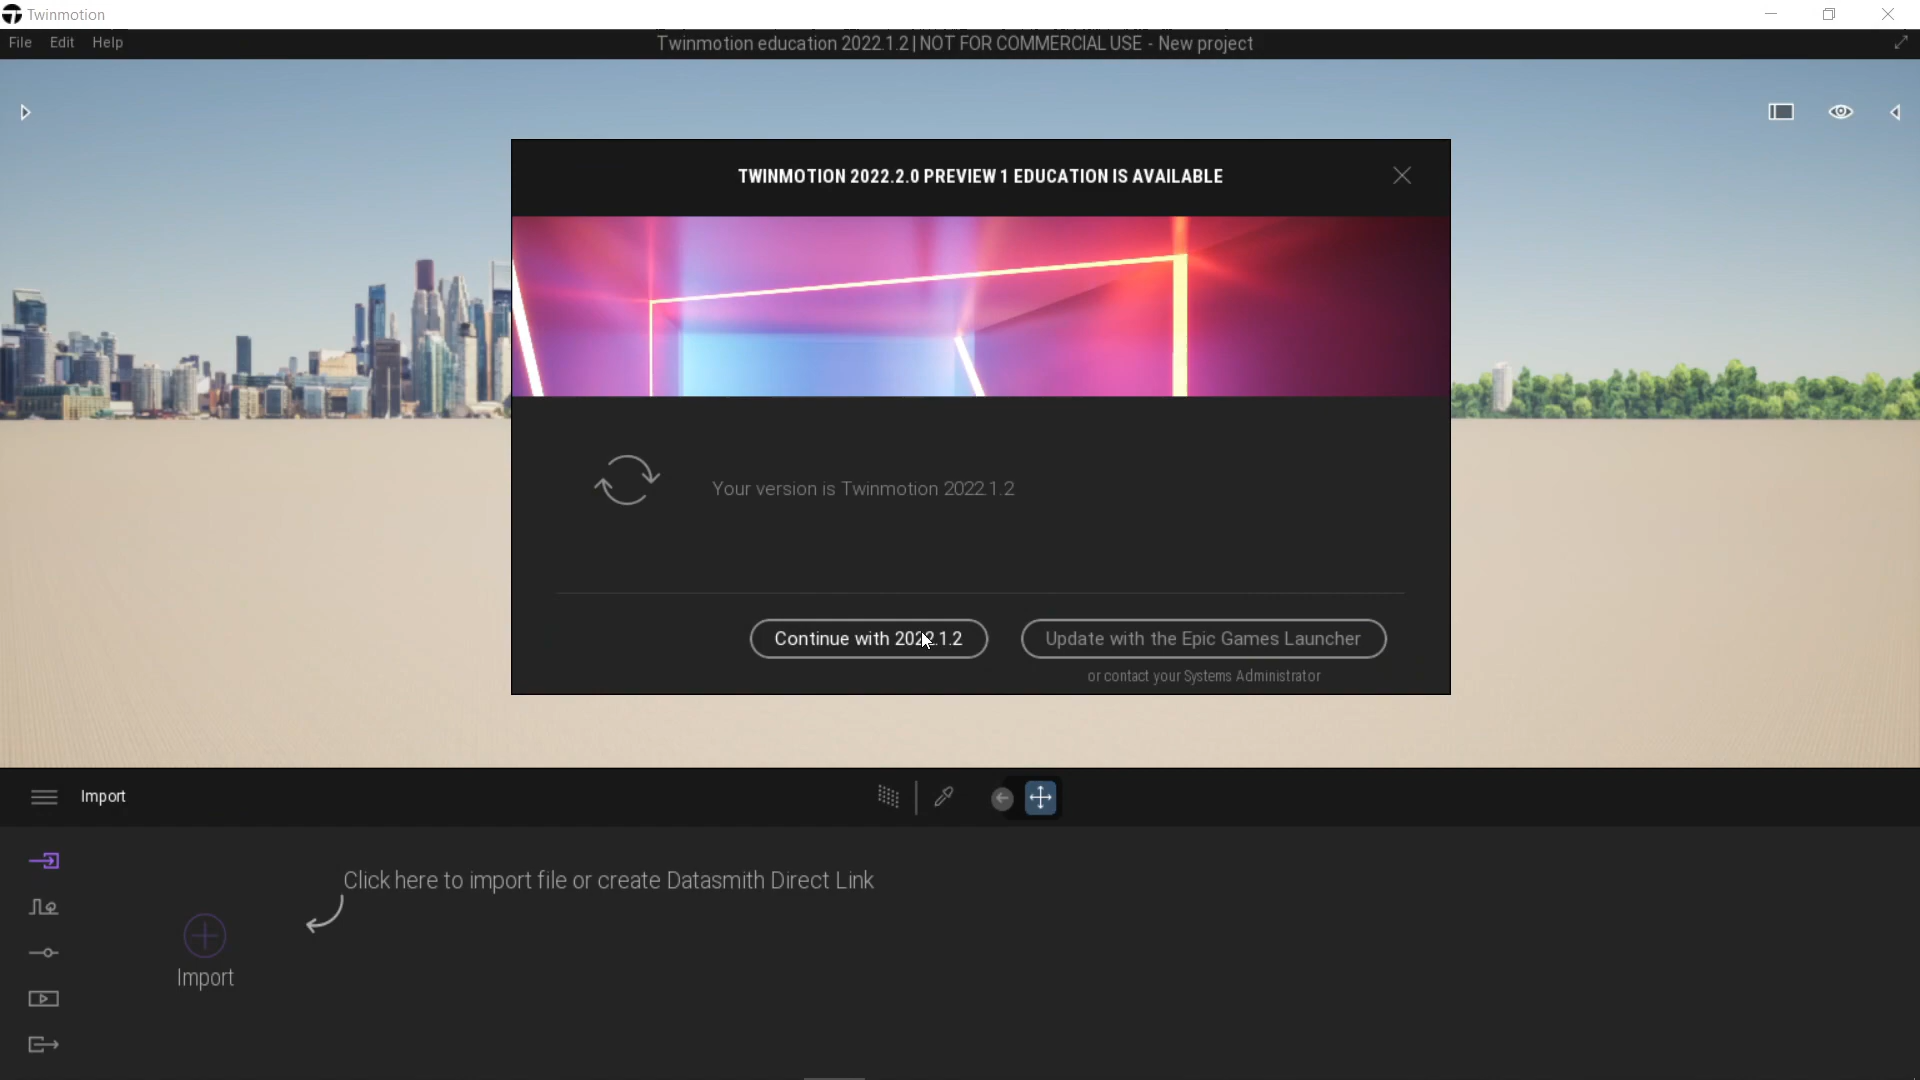 Twinmotion
File Edit Help
Twinmotion education 2022.1.2 | NOT FOR COMMERCIAL USE - New project
TWINMOTION 2022.2.0 PREVIEW 1 EDUCATION IS AVAILABLE
Your version is Twinmotion 2022.1.2
Continue with 2022.1.2
Update with the Epic Games Launcher
or contact your Systems Administrator
Import
Click here to import file or create Datasmith Direct Link
Import